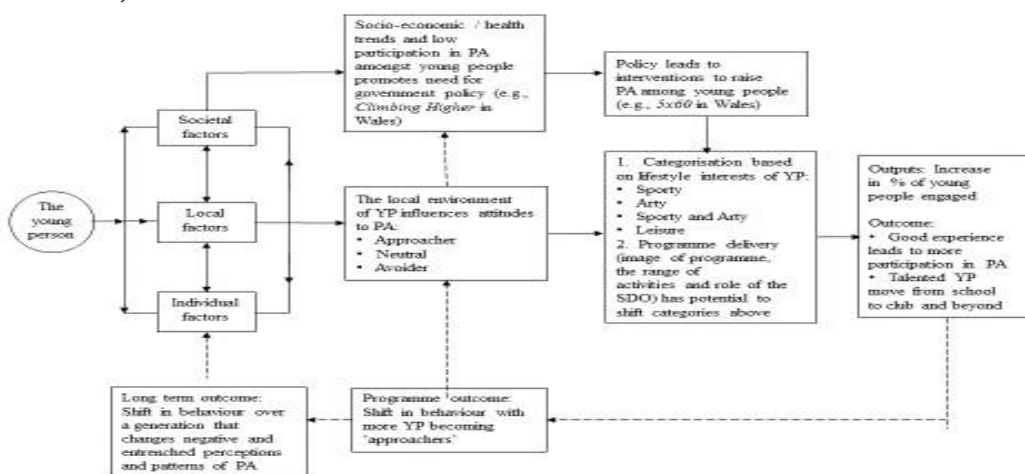 Socio-economic / health
trends and low
participation in PA
amongst young people
promotes need for
government policy (e.g.,
Climbing Higher in
Wales)
Policy leads to
interventions to raise
PA among young people
(e.g., 5x60 in Wales)
Societal
factors
The
young
person
Local
factors
Individual
factors
The local environment
of YP influences attitudes
to PA:
• Approacher
• Neutral
• Avoider
1. Categorisation based
on lifestyle interests of YP:
• Sporty
• Arty
• Sporty and Arty
• Leisure
2. Programme delivery
(image of programme,
the range of
activities and role of the
SDO) has potential to
shift categories above
Outputs: Increase
in % of young
people engaged
Outcome:
• Good experience
leads to more
participation in PA
• Talented YP
move from school
to club and beyond
Long term outcome:
Shift in behaviour over
a generation that
changes negative and
entrenched perceptions
and patterns of PA
Programme outcome:
Shift in behaviour with
more YP becoming
'approachers'